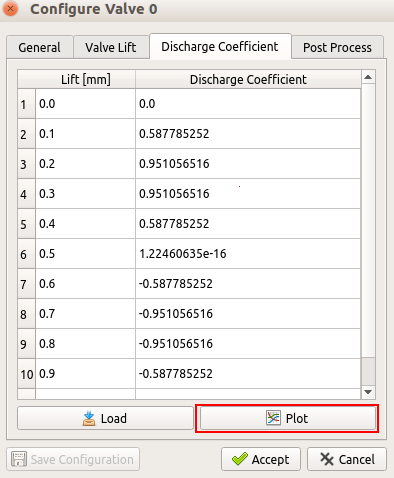 Configure Valve 0
General Valve Lift Discharge Coefficient Post Process
Lift [mm] Discharge Coefficient
1 0.0 0.0
2 0.1 0.587785252
3 0.2 0.951056516
4 0.3 0.951056516
5 0.4 0.587785252
6 0.5 1.22460635e-16
7 0.6 -0.587785252
8 0.7 -0.951056516
9 0.8 -0.951056516
10 0.9 -0.587785252
Load Plot
Save Configuration Accept Cancel